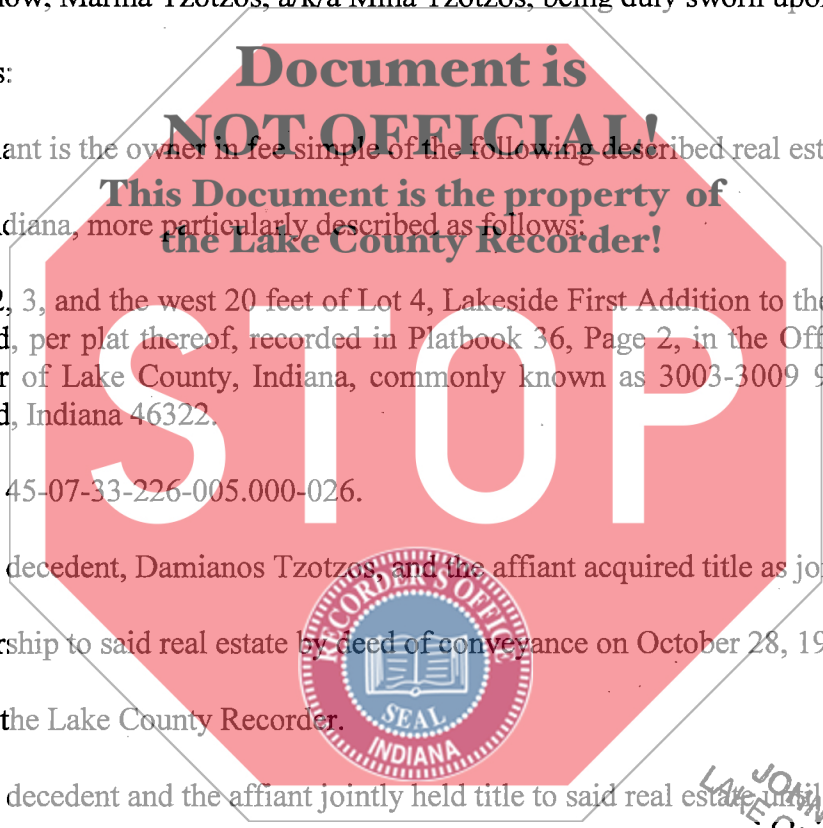 now, Marina Tzotzos, a/k/a Mina Tzotzos, being duly sworn upo
s:
Document is
NOT OFFICIAL!
ant is the owner in fee simple of the following described real est
This Document is the property of
diana, more particularly described as follows:
the Lake County Recorder!
2, 3, and the west 20 feet of Lot 4, Lakeside First Addition to the
d, per plat thereof, recorded in Platbook 36, Page 2, in the Off
r of Lake County, Indiana, commonly known as 3003-3009 9
d, Indiana 46322.
STOP
45-07-33-226-005.000-026.
decedent, Damianos Tzotzos, and the affiant acquired title as joi
rship to said real estate by deed of conveyance on October 28, 19
the Lake County Recorder.
RECORDER'S OFFICE
SEAL
INDIANA
decedent and the affiant jointly held title to said real estate until